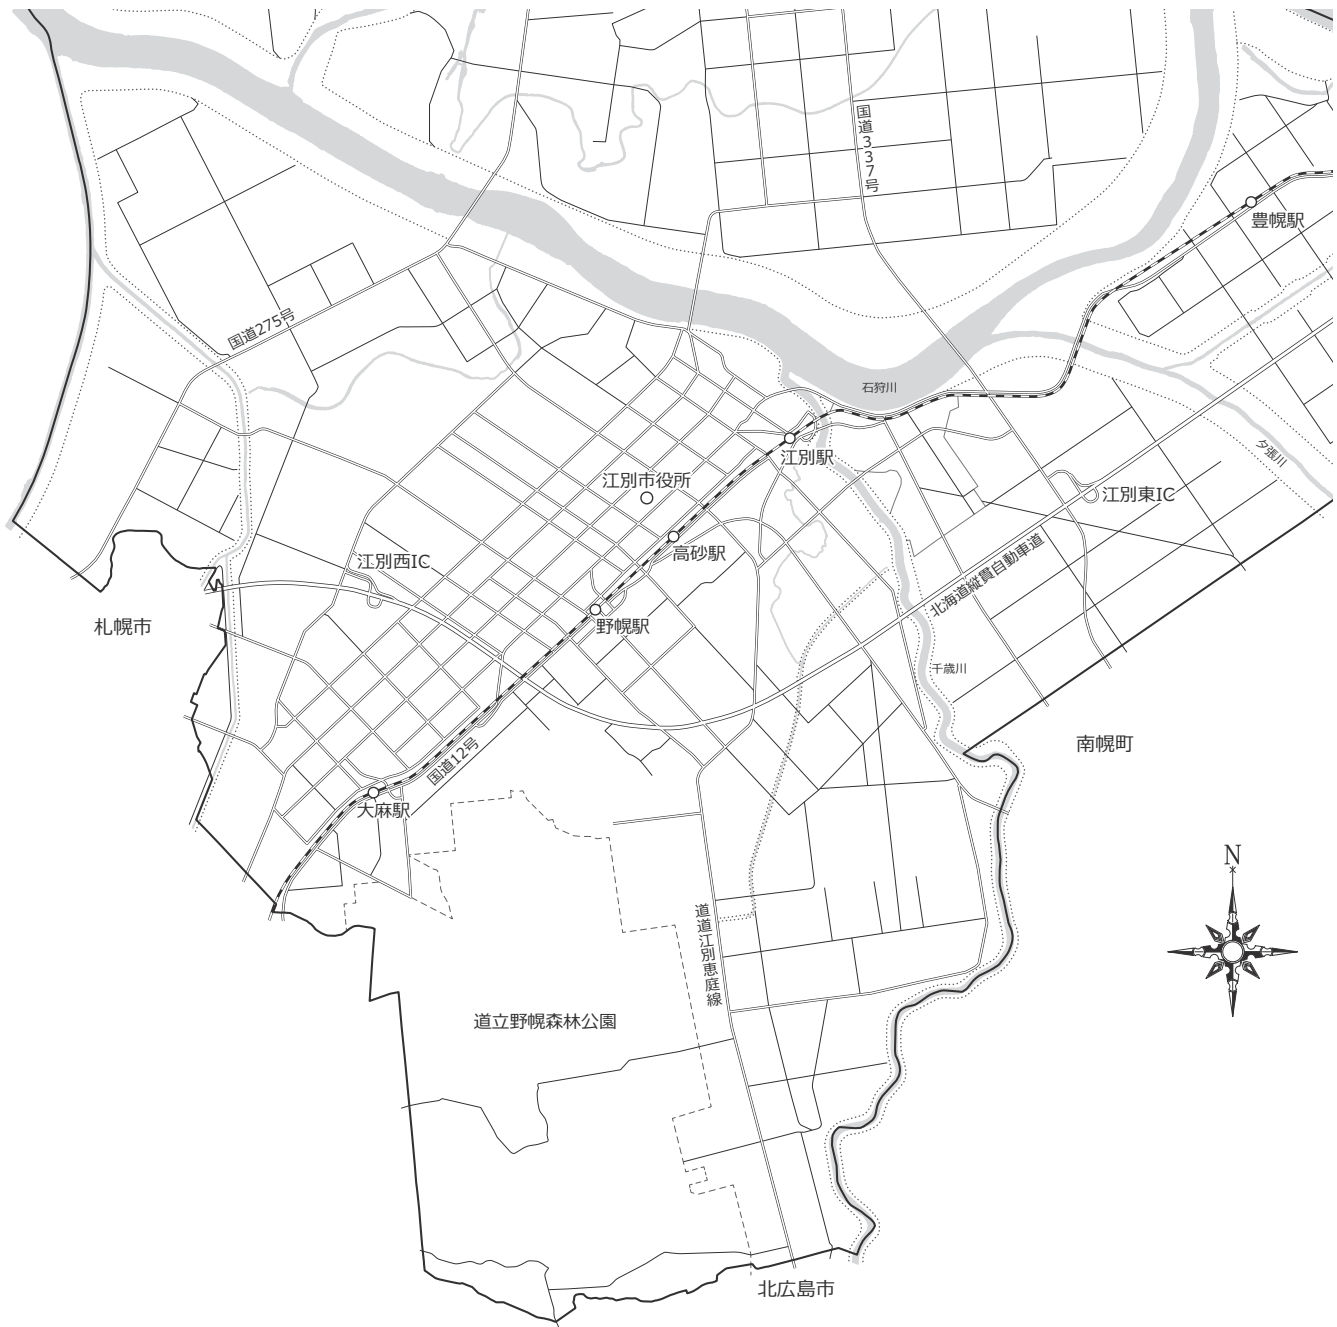 国道337号
豊幌駅
国道275号
石狩川
江別駅
夕張川
江別市役所
江別東IC
高砂駅
江別西IC
北海道縦貫自動車道
札幌市
野幌駅
千歳川
南幌町
国道12号
大麻駅
N
道道江別恵庭線
道立野幌森林公園
北広島市